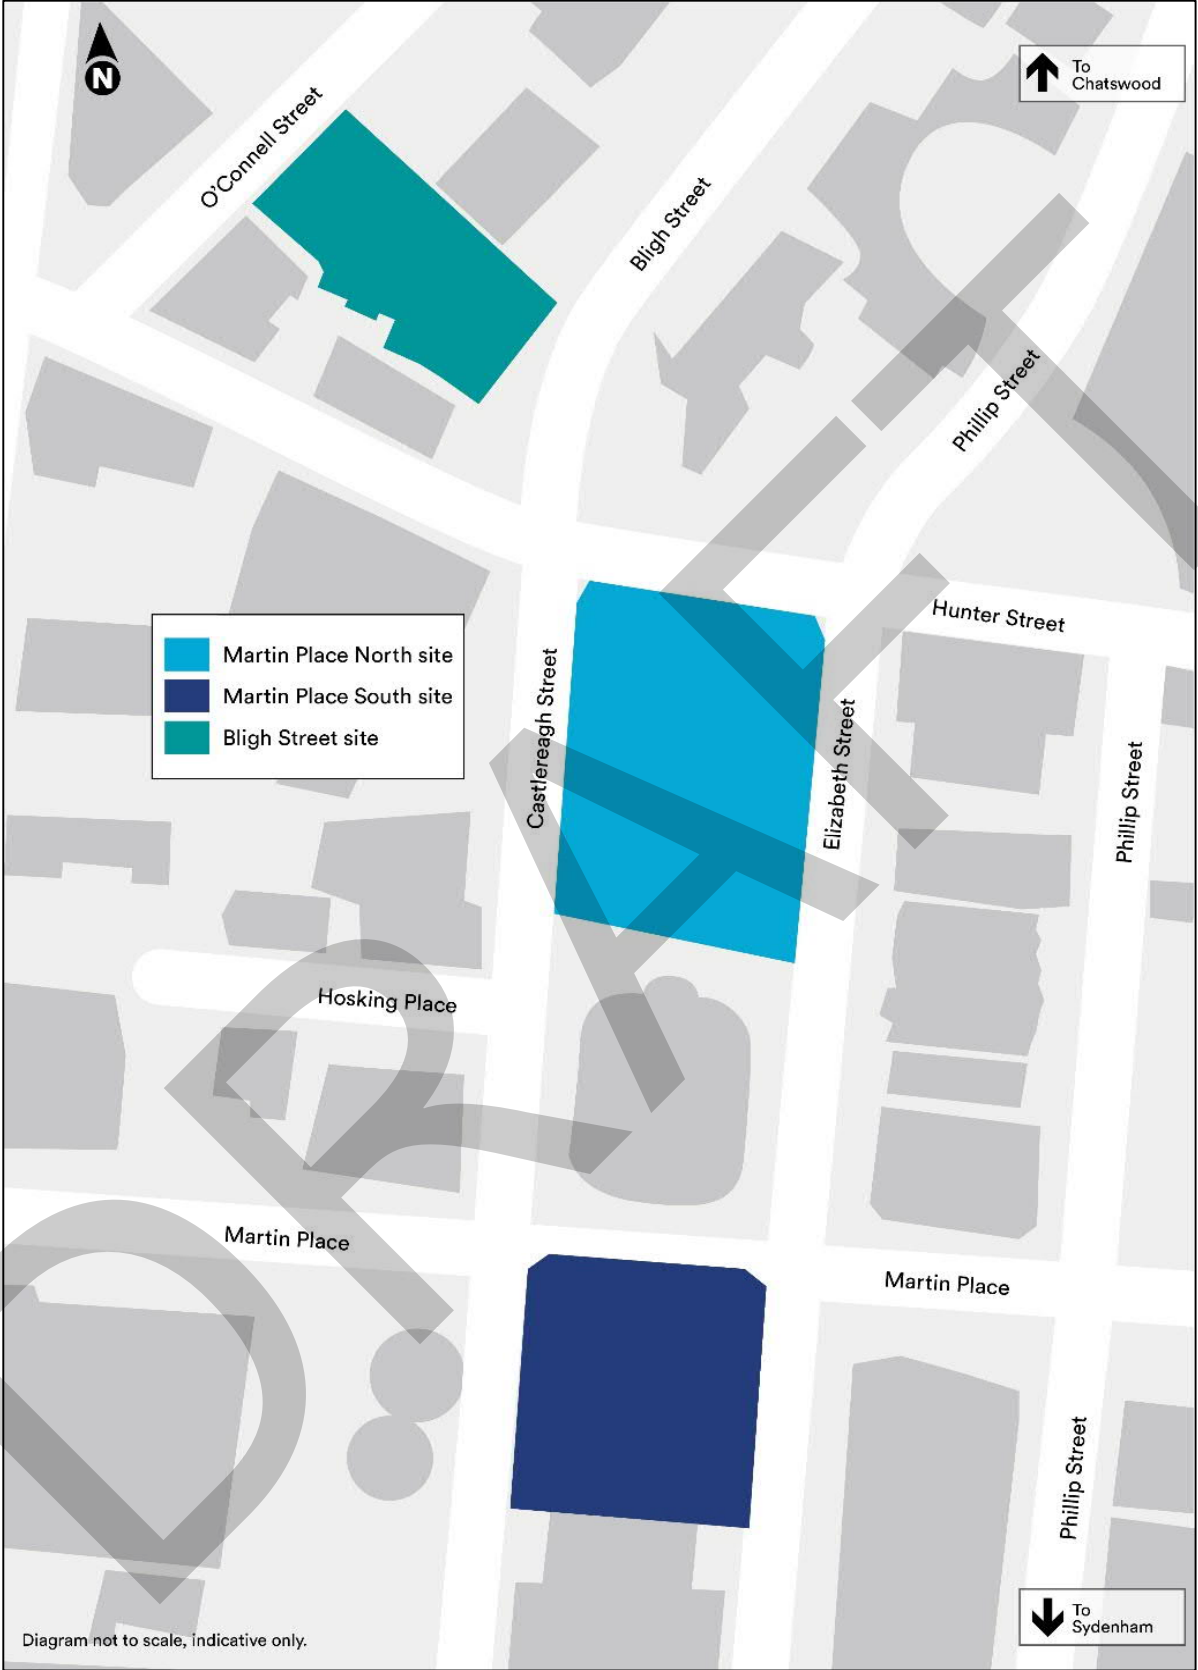 N
To
Chatswood
O'Connell Street
Bligh Street
Phillip Street
Hunter Street
Martin Place North site
Martin Place South site
Bligh Street site
Castlereagh Street
Elizabeth Street
Phillip Street
Hosking Place
Martin Place
Martin Place
Phillip Street
To
Sydenham
Diagram not to scale, indicative only.
DRAFT